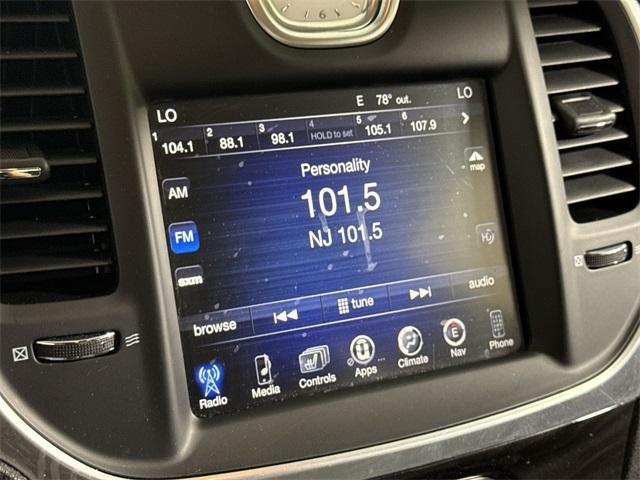 LO E 78° out. LO
1 104.1 2 88.1 3 98.1 4 HOLD to set 5 105.1 6 107.9
Personality
map
AM
101.5
FM
NJ 101.5
HD
sxm
browse tune audio
Radio Media Controls Apps Climate Nav Phone
E